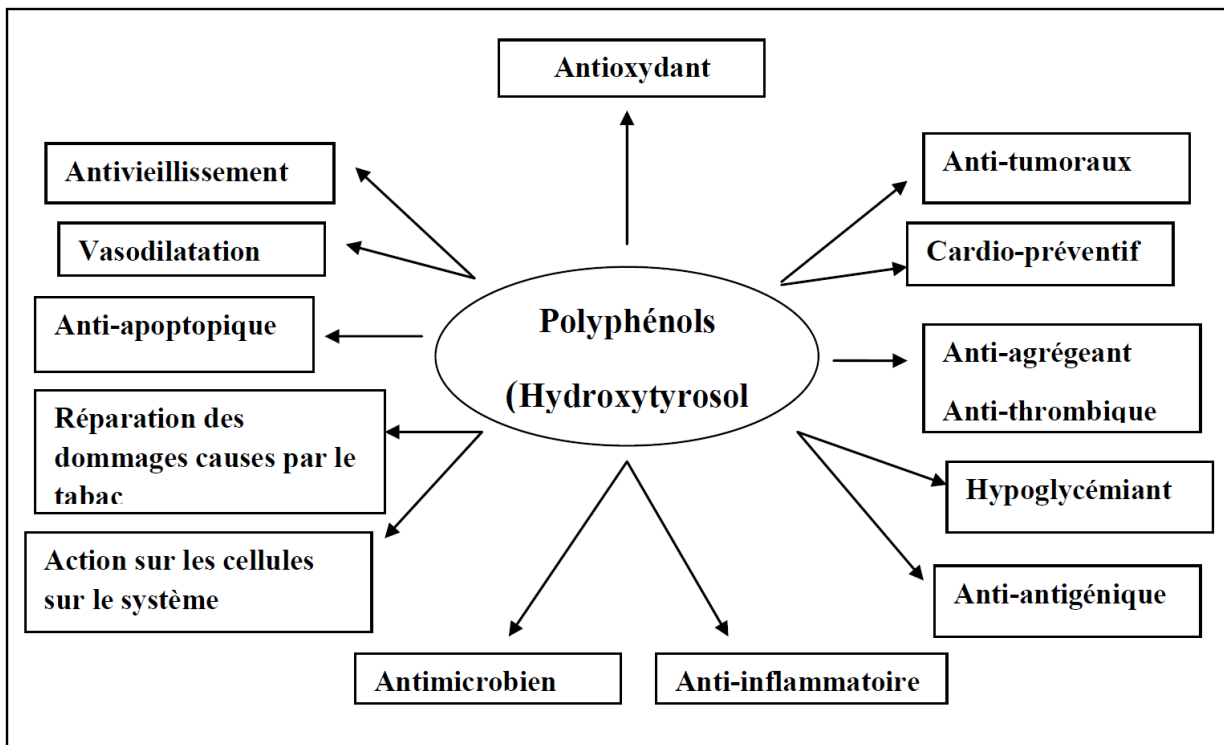 Antioxydant
Antivieillissement
Anti-tumoraux
Vasodilatation
Cardio-préventif
Anti-apoptopique
Polyphénols
(Hydroxytyrosol
Anti-agrégeant
Anti-thrombique
Réparation des
dommages causes par le
tabac
Hypoglycémiant
Action sur les cellules
sur le système
Anti-antigénique
Antimicrobien
Anti-inflammatoire